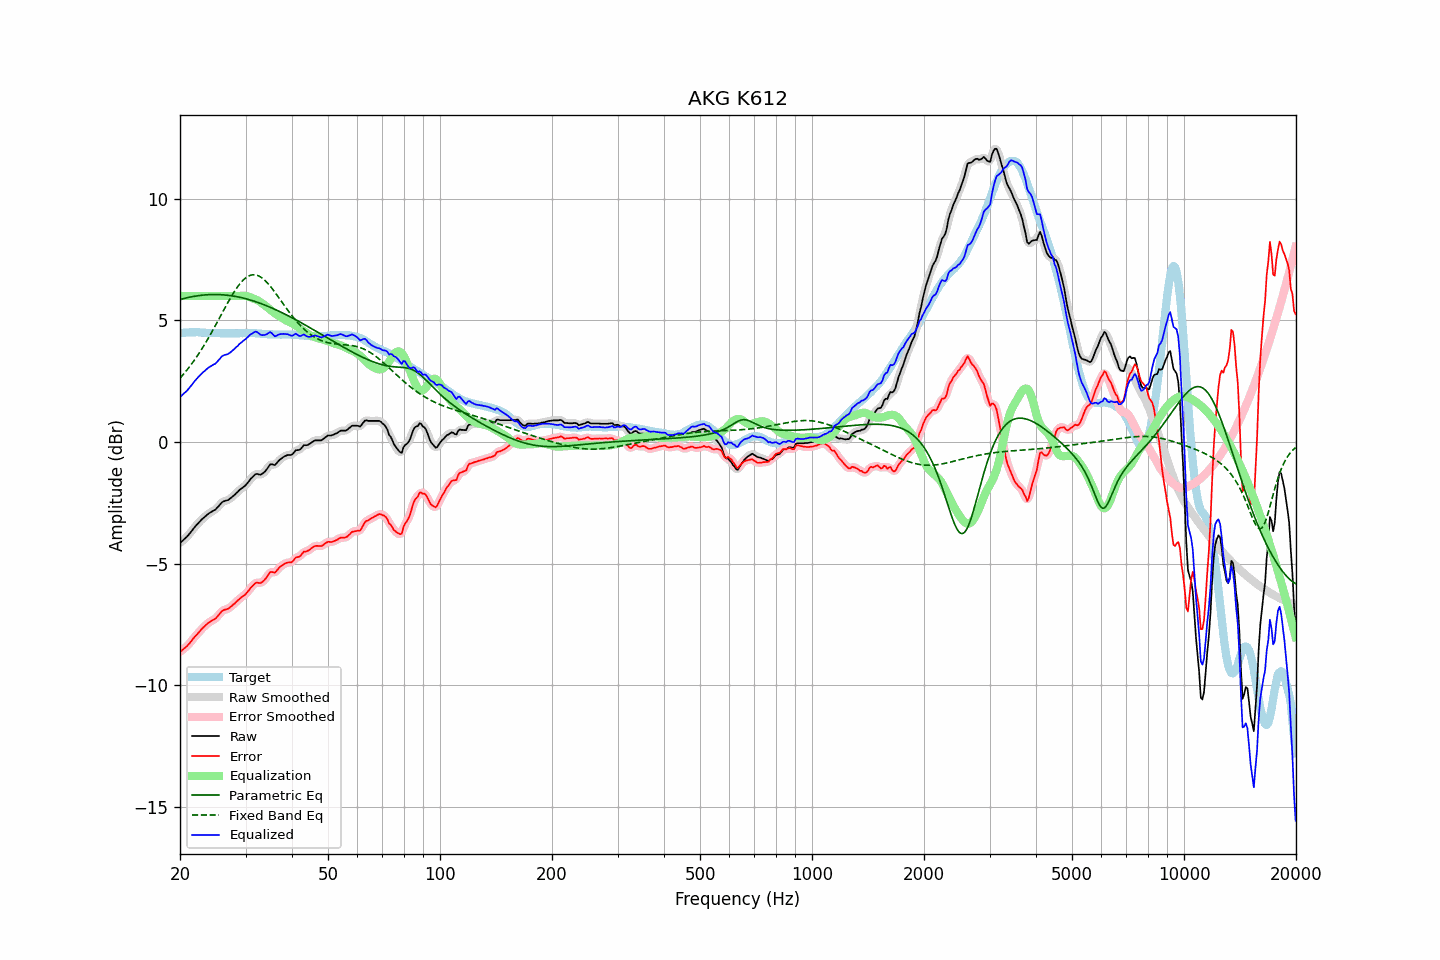 AKG K612
Amplitude (dBr)
10
5
0
−5
−10
−15
Target
Raw Smoothed
Error Smoothed
Raw
Error
Equalization
Parametric Eq
Fixed Band Eq
Equalized
20 50 100 200 500 1000 2000 5000 10000 20000
Frequency (Hz)